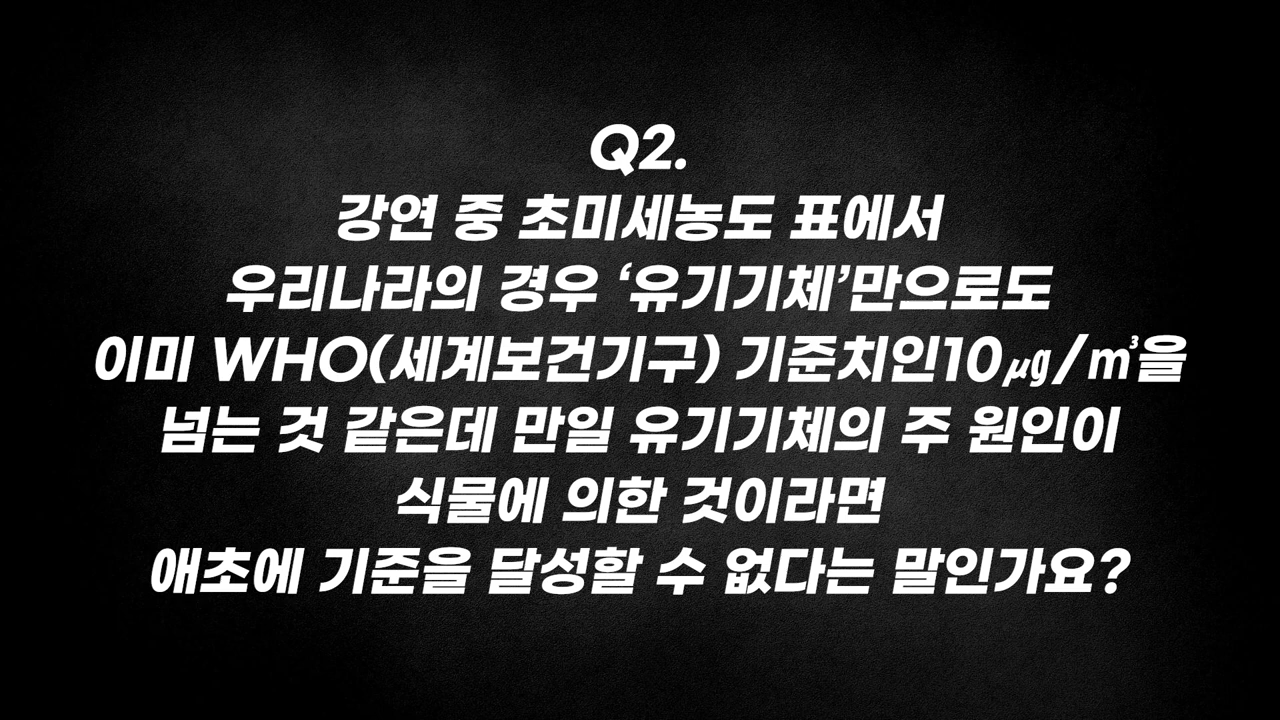 Q2.
강연 중 초미세농도 표에서
우리나라의 경우 ‘유기기체’만으로도
이미 WHO(세계보건기구) 기준치인10㎍/㎥을
넘는 것 같은데 만일 유기기체의 주 원인이
식물에 의한 것이라면
애초에 기준을 달성할 수 없다는 말인가요?